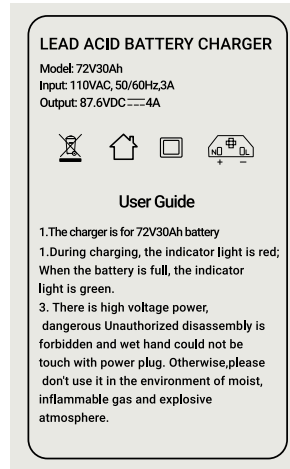 LEAD ACID BATTERY CHARGER
Model: 72V30Ah
Input: 110VAC, 50/60Hz,3A
Output: 87.6VDC⎓4A
N L
+ −
User Guide
1.The charger is for 72V30Ah battery
1.During charging, the indicator light is red;
When the battery is full, the indicator
light is green.
3. There is high voltage power,
dangerous Unauthorized disassembly is
forbidden and wet hand could not be
touch with power plug. Otherwise,please
don't use it in the environment of moist,
inflammable gas and explosive
atmosphere.